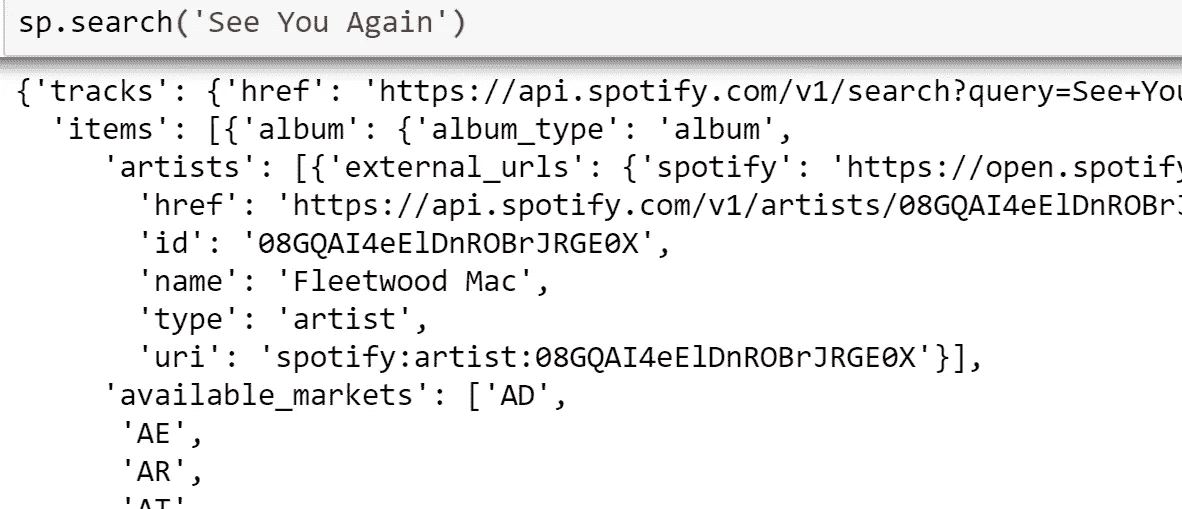 sp.search('See You Again')
{'tracks': {'href': 'https://api.spotify.com/v1/search?query=See+You
'items': [{'album': {'album_type': 'album',
'artists': [{'external_urls': {'spotify': 'https://open.spotify
'href': 'https://api.spotify.com/v1/artists/08GQAI4eElDnROBrJ
'id': '08GQAI4eElDnROBrJRGE0X',
'name': 'Fleetwood Mac',
'type': 'artist',
'uri': 'spotify:artist:08GQAI4eElDnROBrJRGE0X'}],
'available_markets': ['AD',
'AE',
'AR',
'AT'